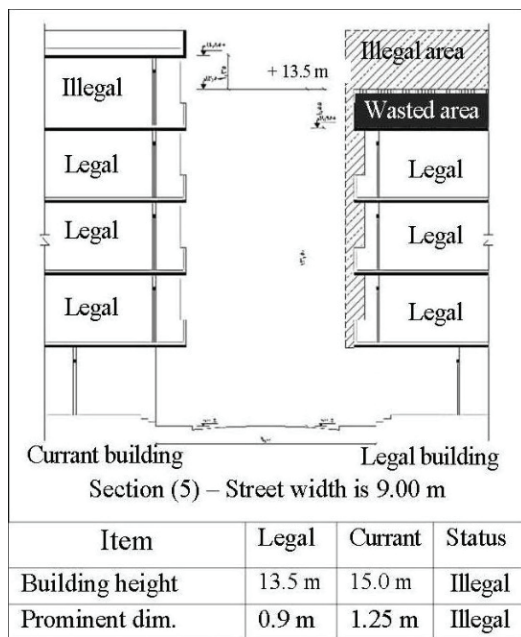 Illegal area
+ 13.5 m
Illegal
Wasted area
Legal
Legal
Legal
Legal
Legal
Legal
Currant building
Legal building
Section (5) – Street width is 9.00 m
Item Legal Currant Status
Building height 13.5 m 15.0 m Illegal
Prominent dim. 0.9 m 1.25 m Illegal